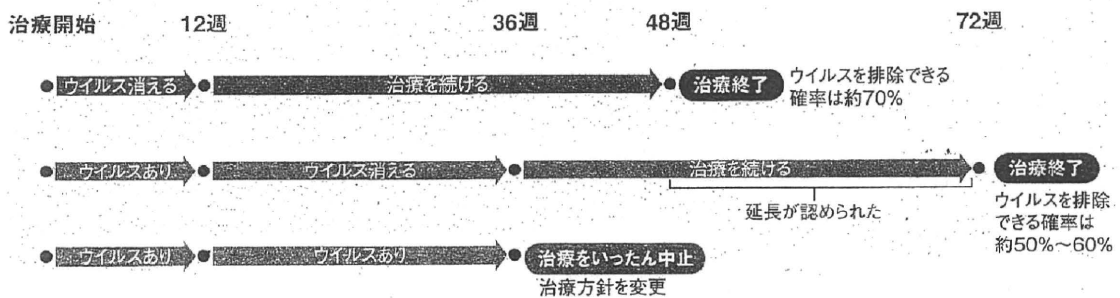 治療開始 12週 36週 48週 72週
ウイルス消える 治療を続ける 治療終了 ウイルスを排除できる
確率は約70%
ウイルスあり ウイルス消える 治療を続ける 治療終了
延長が認められた
ウイルスを排除
できる確率は
約50%~60%
ウイルスあり ウイルスあり 治療をいったん中止
治療方針を変更